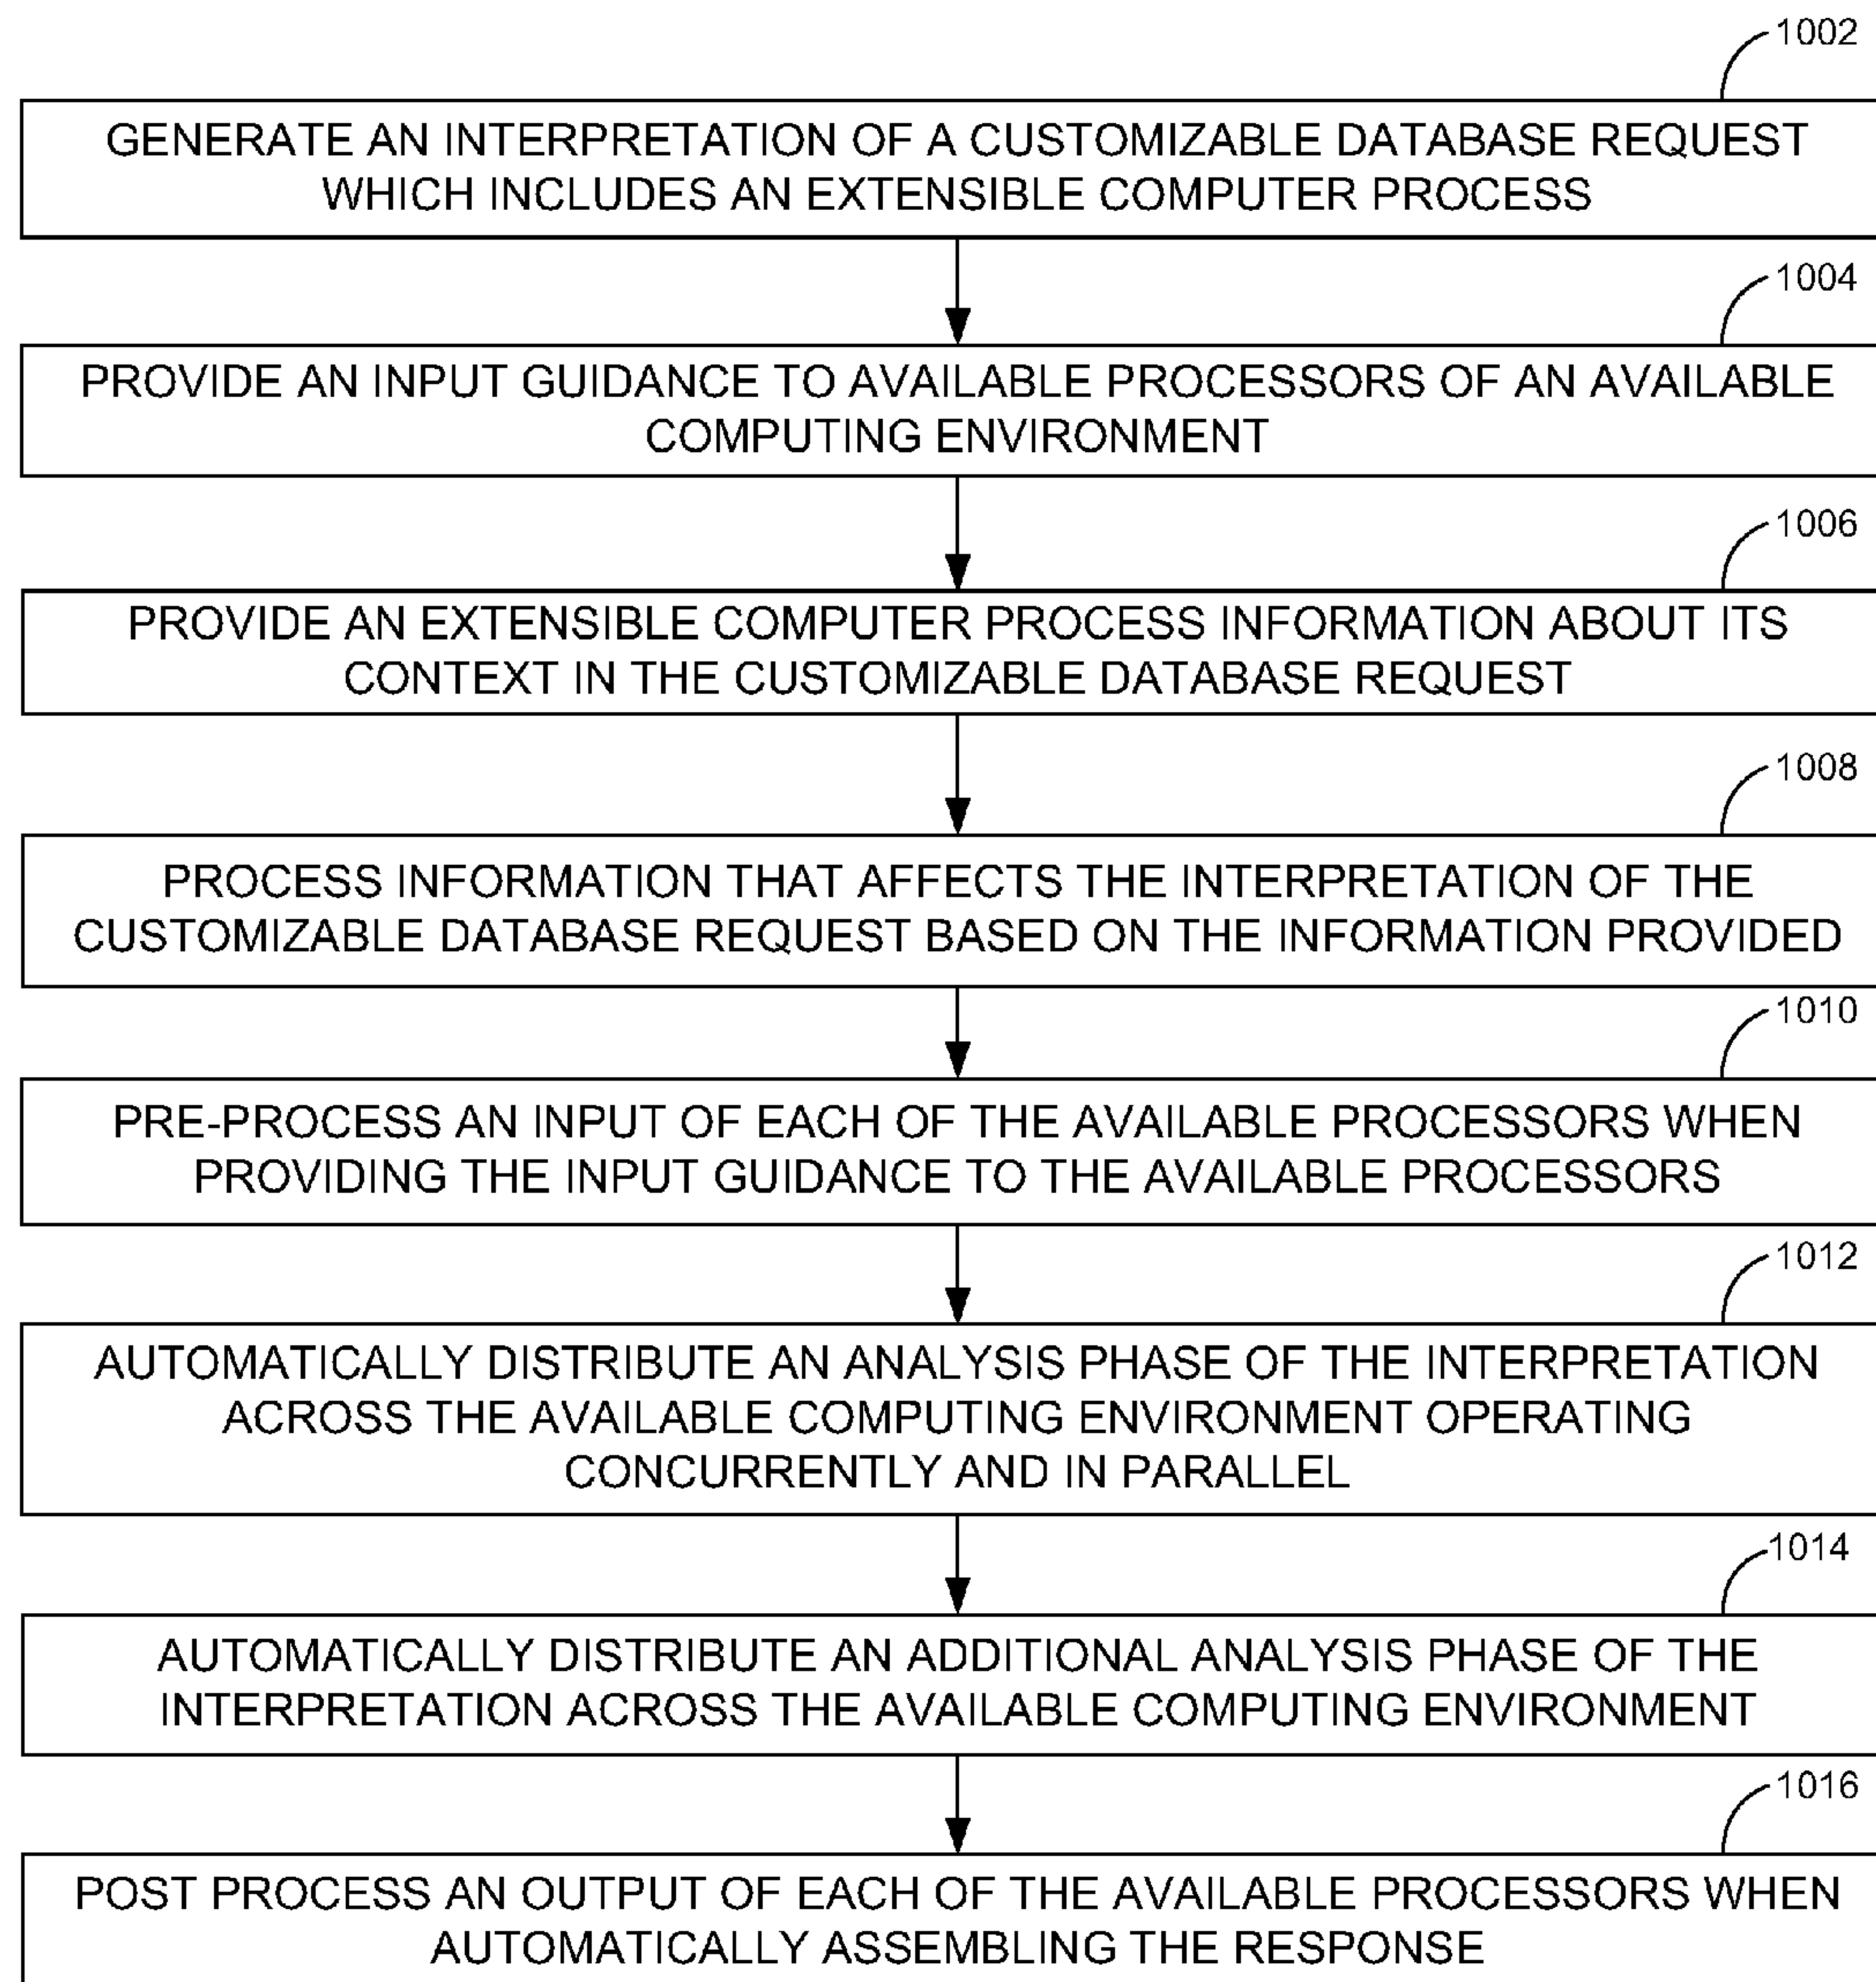 1002
GENERATE AN INTERPRETATION OF A CUSTOMIZABLE DATABASE REQUEST
WHICH INCLUDES AN EXTENSIBLE COMPUTER PROCESS
1004
PROVIDE AN INPUT GUIDANCE TO AVAILABLE PROCESSORS OF AN AVAILABLE
COMPUTING ENVIRONMENT
1006
PROVIDE AN EXTENSIBLE COMPUTER PROCESS INFORMATION ABOUT ITS
CONTEXT IN THE CUSTOMIZABLE DATABASE REQUEST
1008
PROCESS INFORMATION THAT AFFECTS THE INTERPRETATION OF THE
CUSTOMIZABLE DATABASE REQUEST BASED ON THE INFORMATION PROVIDED
1010
PRE-PROCESS AN INPUT OF EACH OF THE AVAILABLE PROCESSORS WHEN
PROVIDING THE INPUT GUIDANCE TO THE AVAILABLE PROCESSORS
1012
AUTOMATICALLY DISTRIBUTE AN ANALYSIS PHASE OF THE INTERPRETATION
ACROSS THE AVAILABLE COMPUTING ENVIRONMENT OPERATING
CONCURRENTLY AND IN PARALLEL
1014
AUTOMATICALLY DISTRIBUTE AN ADDITIONAL ANALYSIS PHASE OF THE
INTERPRETATION ACROSS THE AVAILABLE COMPUTING ENVIRONMENT
1016
POST PROCESS AN OUTPUT OF EACH OF THE AVAILABLE PROCESSORS WHEN
AUTOMATICALLY ASSEMBLING THE RESPONSE